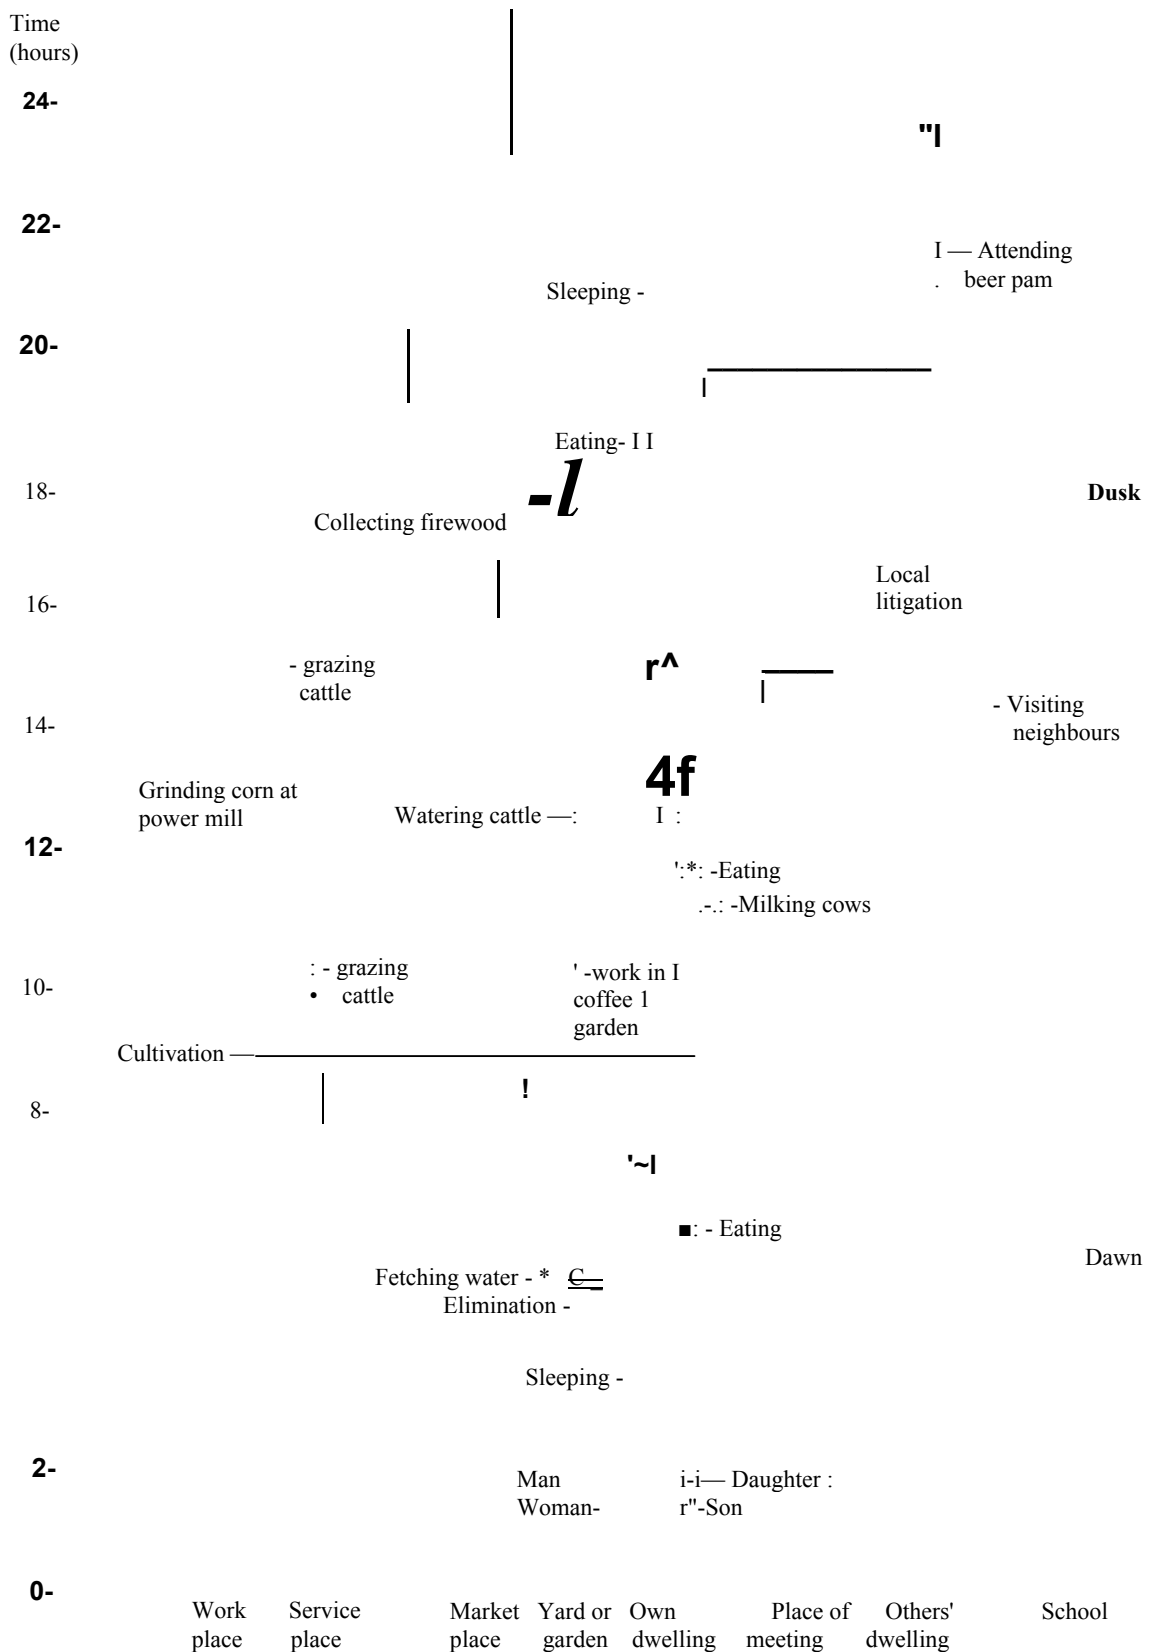 Time
(hours)
24-
"I
22-
I — Attending
. beer pam
Sleeping -
20-
I
Eating- I I
-l
18-
Dusk
Collecting firewood
Local
litigation
16-
- grazing
cattle
r^
I
- Visiting
neighbours
14-
4f
Grinding corn at
power mill
Watering cattle —: I :
12-
':*: -Eating
.-.: -Milking cows
: - grazing
• cattle
' -work in I
coffee 1
garden
10-
Cultivation —
!
8-
'~I
■: - Eating
Dawn
Fetching water - * C_
Elimination -
Sleeping -
2-
Man i-i— Daughter :
Woman- r"-Son
0-
Work Service Market Yard or Own Place of Others' School
place place place garden dwelling meeting dwelling